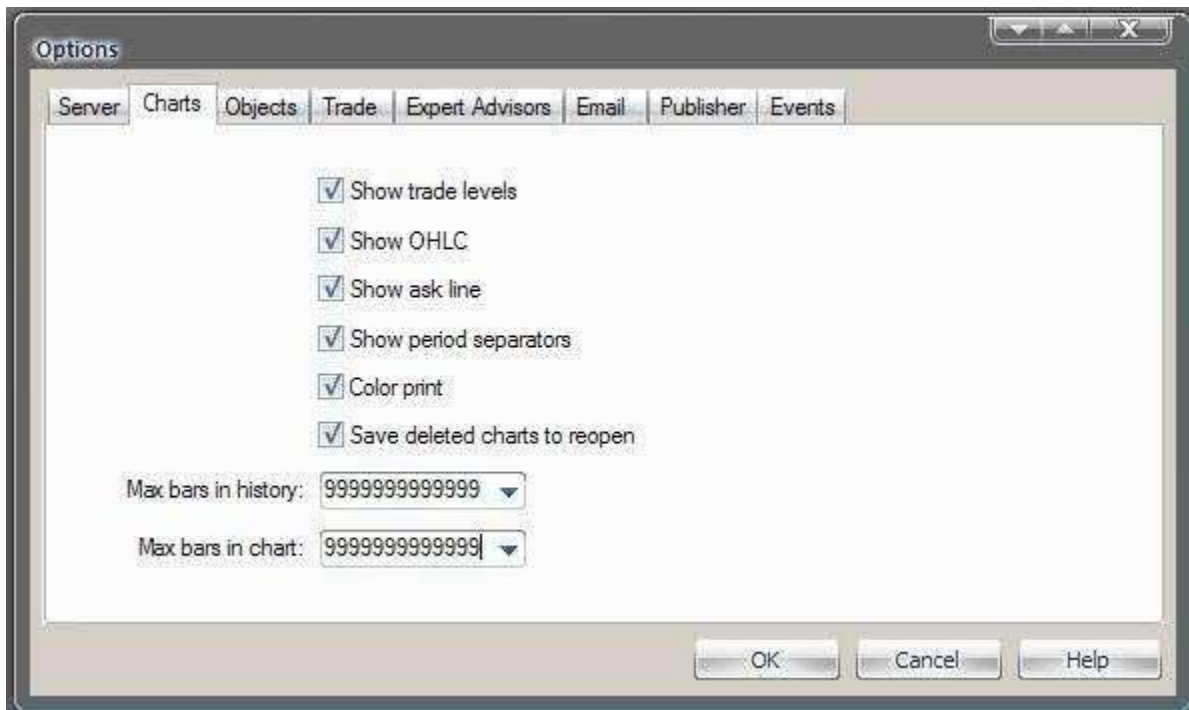 Options
Server Charts Objects Trade Expert Advisors Email Publisher Events
Show trade levels
Show OHLC
Show ask line
Show period separators
Color print
Save deleted charts to reopen
Max bars in history: 9999999999999
Max bars in chart: 9999999999999
OK Cancel Help